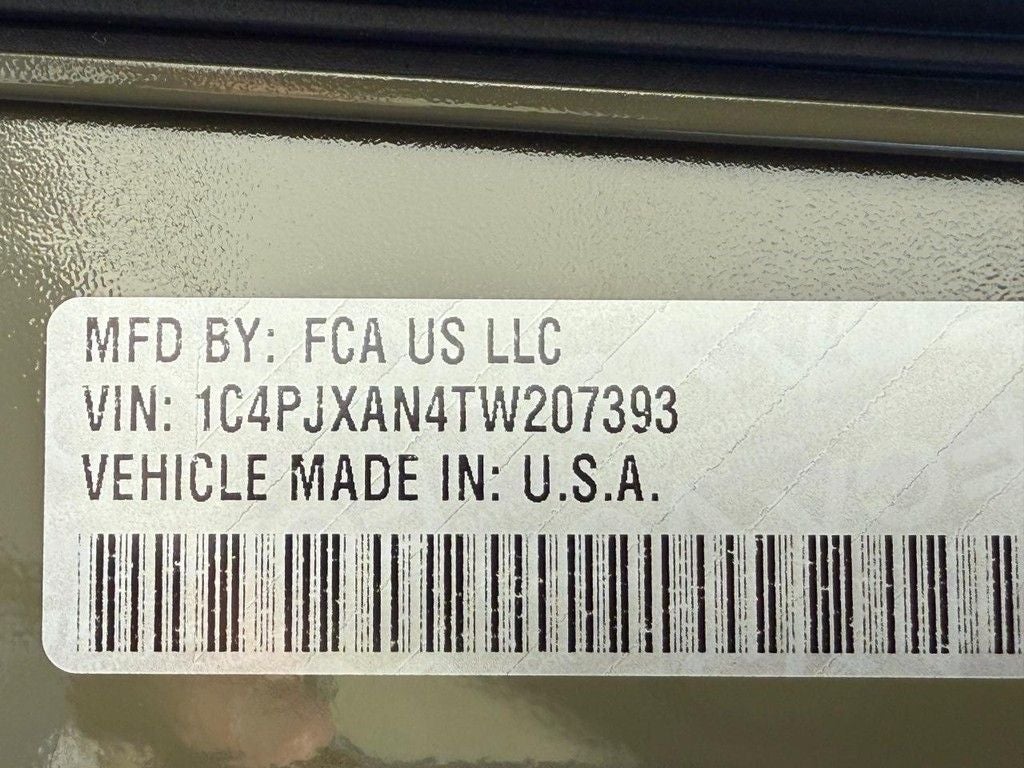 MFD BY: FCA US LLC
VIN: 1C4PJXAN4TW207393
VEHICLE MADE IN: U.S.A.